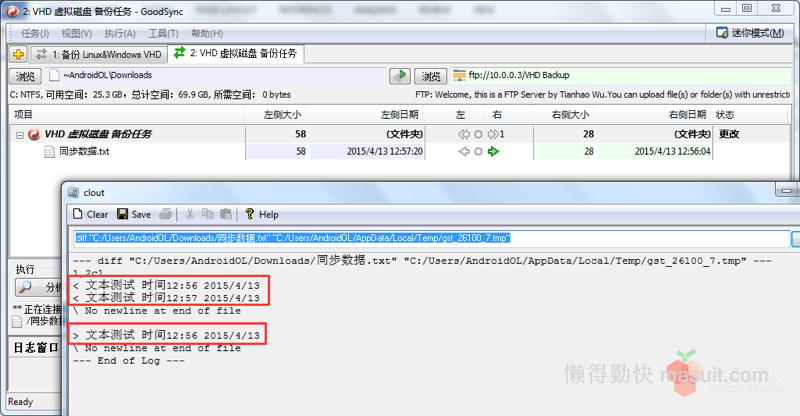 PAGE LAYOUT REFERENCES MAILINGS REVIEW VIEW
2: VHD 虚拟磁盘 备份任务 - GoodSync
任务(J) 视图(V) 执行(A) 工具(T) 帮助(H) 迷你模式(M)
1: 备份 Linux&Windows VHD 2: VHD 虚拟磁盘 备份任务
浏览 ~AndroidOL\Downloads 浏览 ftp://10.0.0.3/VHD Backup
C: NTFS, 可用空间: 25.3 GB, 总计空间: 69.9 GB, 所需空间: 0 bytes FTP: Welcome, this is a FTP Server by Tianhao Wu.You can upload file(s) or folder(s) with unrestricte
项目 左侧大小 左侧日期 左 右 右侧大小 右侧日期 状态
VHD 虚拟磁盘 备份任务 58 (文件夹) 1 28 (文件夹) 更改
同步数据.txt 58 2015/4/13 12:57:20 28 2015/4/13 12:56:04
clout
Clear Save Help
diff "C:/Users/AndroidOL/Downloads/同步数据.txt" "C:/Users/AndroidOL/AppData/Local/Temp/gst_26100_7.tmp"
--- diff "C:/Users/AndroidOL/Downloads/同步数据.txt" "C:/Users/AndroidOL/AppData/Local/Temp/gst_26100_7.tmp" ---
1,2c1
< 文本测试 时间12:56 2015/4/13
< 文本测试 时间12:57 2015/4/13
\ No newline at end of file
> 文本测试 时间12:56 2015/4/13
\ No newline at end of file
--- End of Log ---
执行
分析
** 正在连接
/同步数据
日志窗口
Ready
懒得勤快 masuit.com